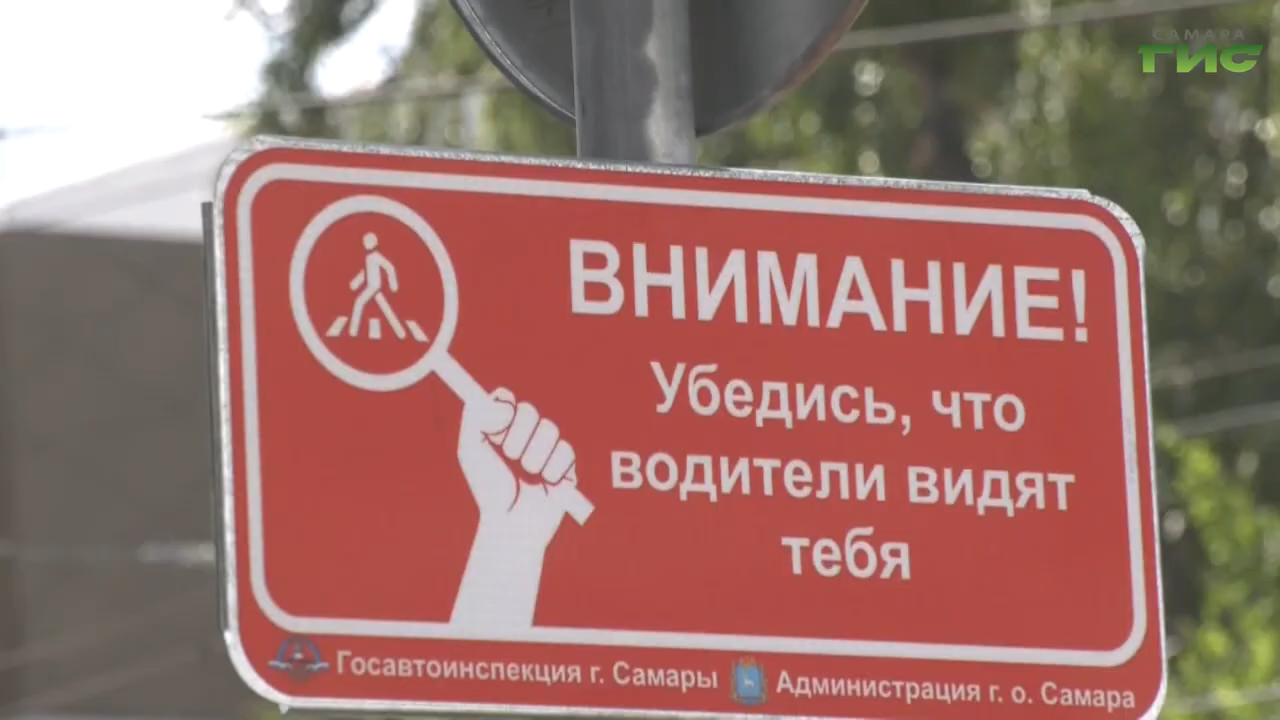 САМАРА
ГИС
ВНИМАНИЕ!
Убедись, что
водители видят
тебя
Госавтоинспекция г. Самары Администрация г. о. Самара